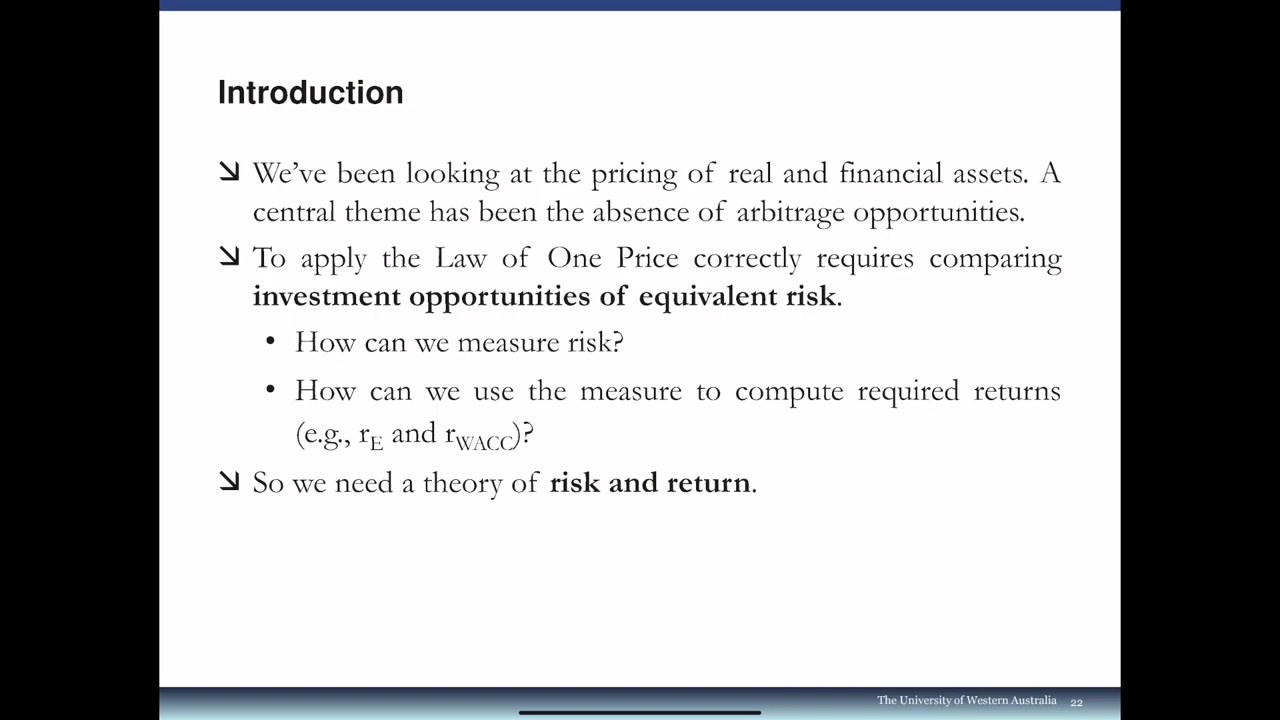 Introduction
We've been looking at the pricing of real and financial assets. A
central theme has been the absence of arbitrage opportunities.
To apply the Law of One Price correctly requires comparing
investment opportunities of equivalent risk.
• How can we measure risk?
• How can we use the measure to compute required returns
(e.g., rE and rWACC)?
So we need a theory of risk and return.
The University of Western Australia 22